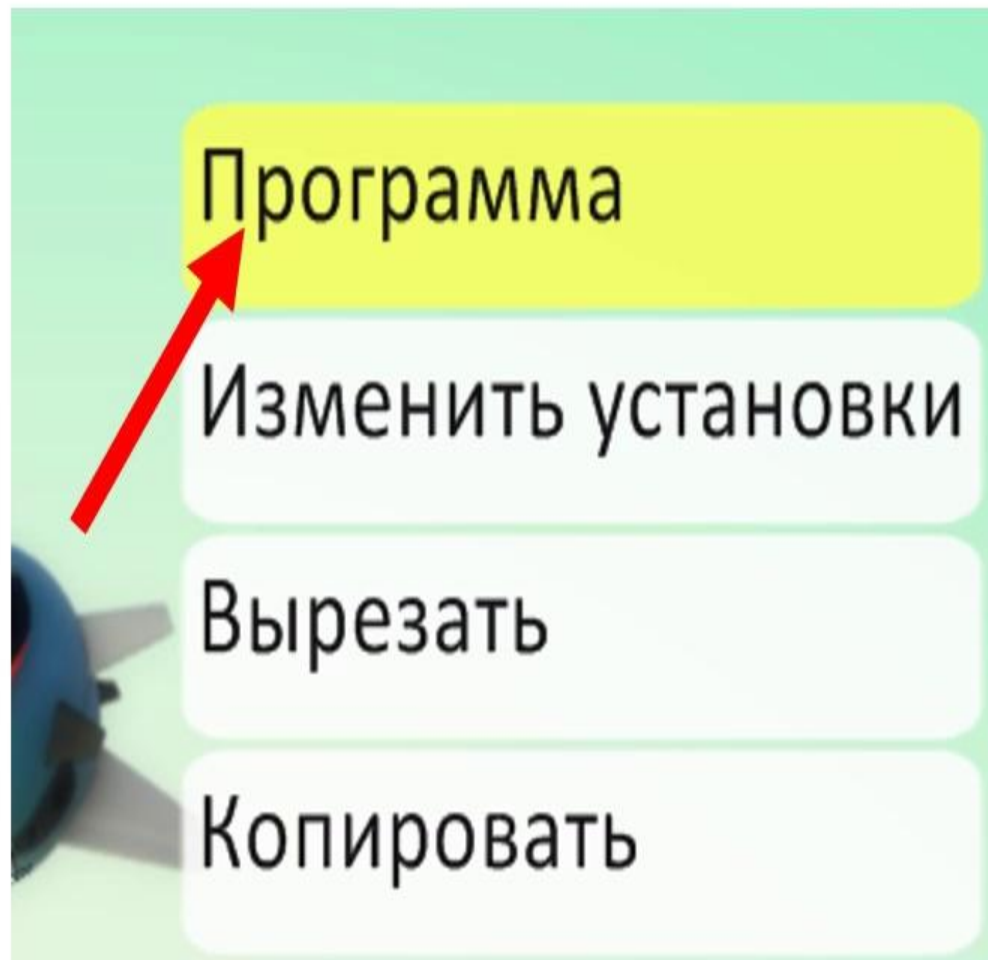 Программа
Изменить установки
Вырезать
Копировать